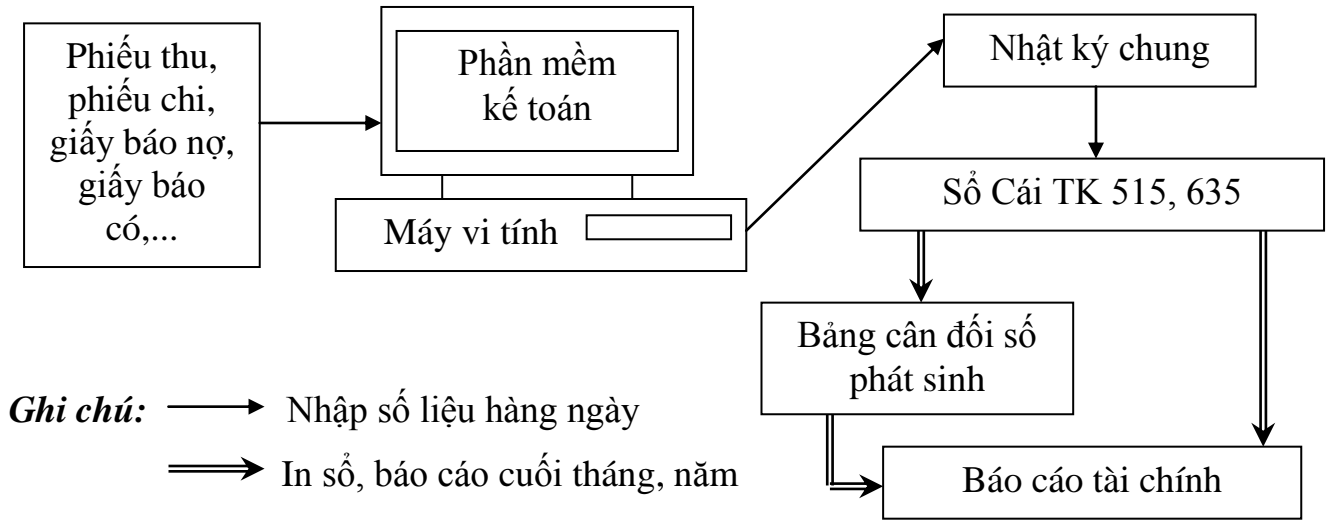 Phiếu thu,
phiếu chi,
giấy báo nợ,
giấy báo
có,...
Phần mềm
kế toán
Máy vi tính
Nhật ký chung
Sổ Cái TK 515, 635
Bảng cân đối số
phát sinh
Báo cáo tài chính
Ghi chú:
Nhập số liệu hàng ngày
In sổ, báo cáo cuối tháng, năm